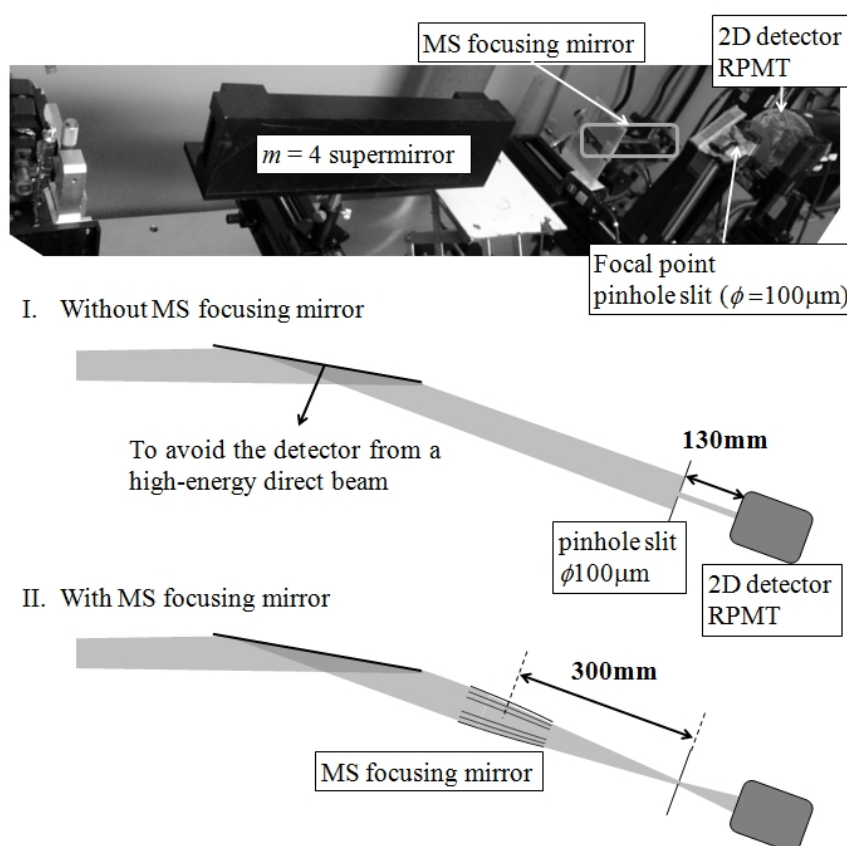 MS focusing mirror
2D detector
RPMT
m = 4 supermirror
Focal point
pinhole slit (ϕ=100μm)
I. Without MS focusing mirror
To avoid the detector from a
high-energy direct beam
130mm
pinhole slit
ϕ100μm
2D detector
RPMT
II. With MS focusing mirror
300mm
MS focusing mirror